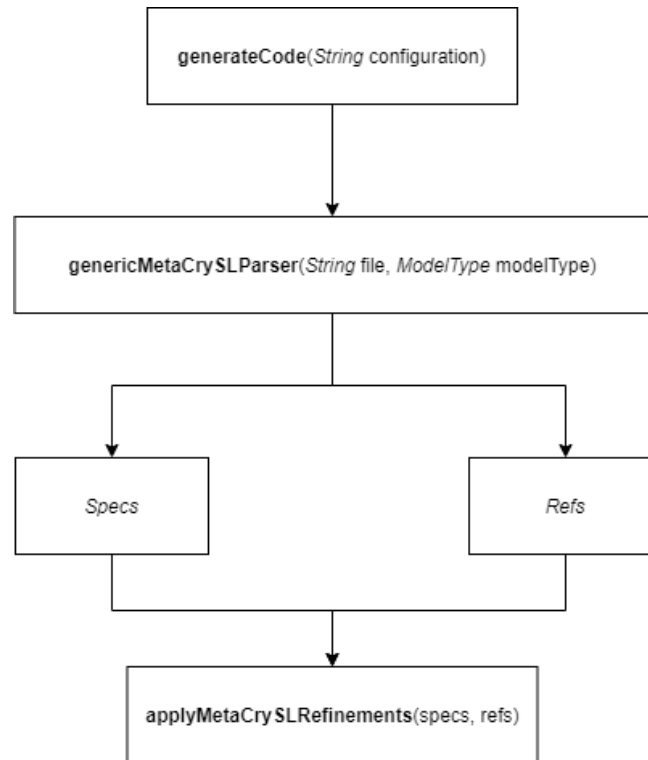 generateCode(String configuration)
genericMetaCrySLParser(String file, ModelType modelType)
Specs
Refs
applyMetaCrySLRefinements(specs, refs)